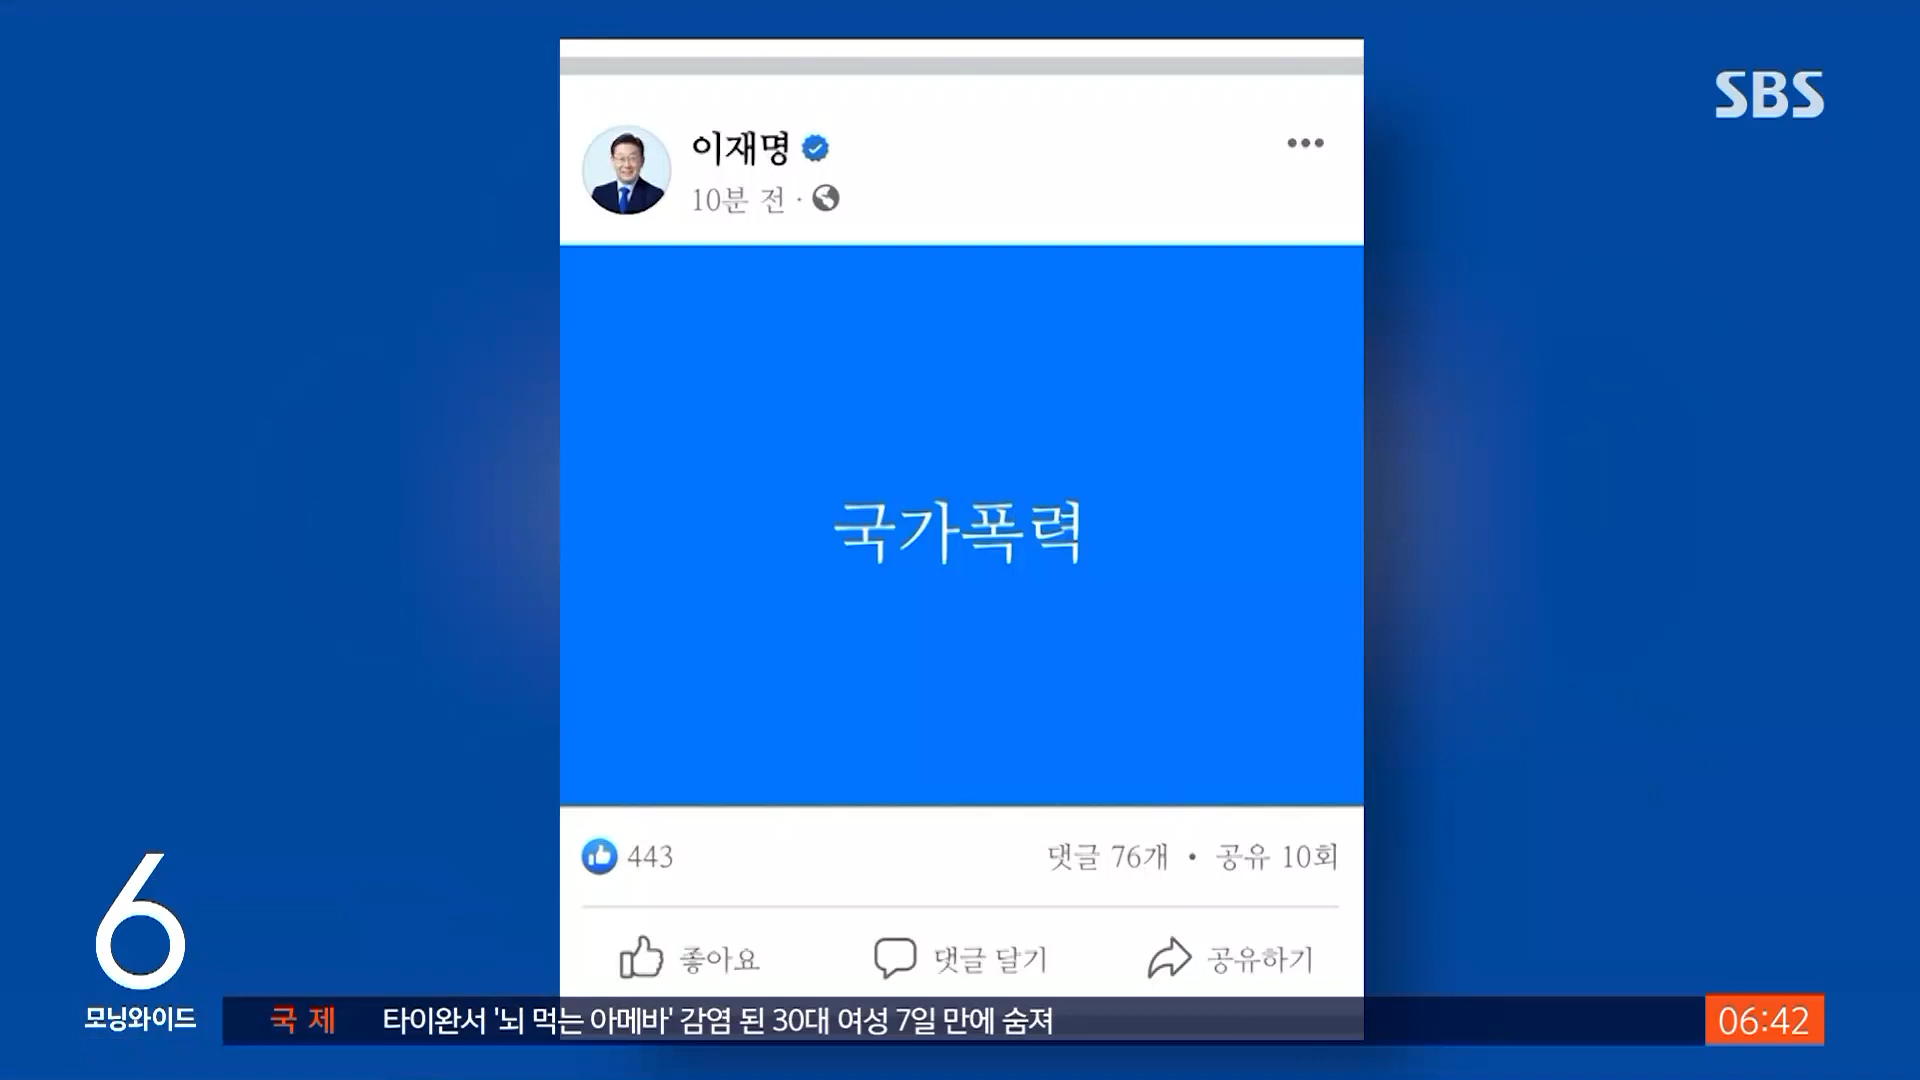 SBS
이재명
10분 전 ·
국가폭력
443
댓글 76개 • 공유 10회
좋아요
댓글 달기
공유하기
6
모닝와이드
국 제
타이완서 '뇌 먹는 아메바' 감염 된 30대 여성 7일 만에 숨져
06:42